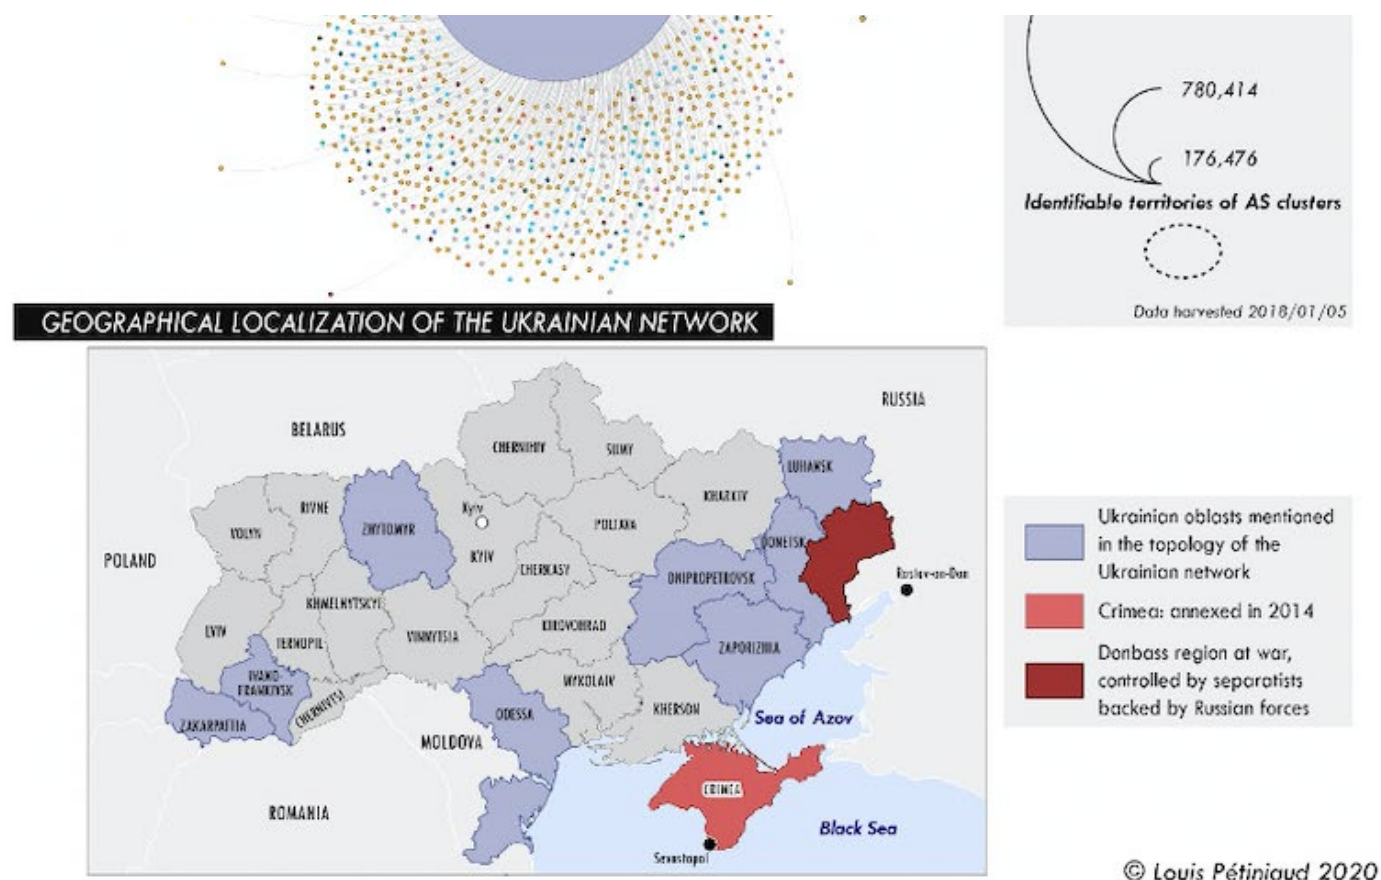 780,414
176,476
Identifiable territories of AS clusters
Data harvested 2018/01/05
GEOGRAPHICAL LOCALIZATION OF THE UKRAINIAN NETWORK
RUSSIA
BELARUS
CHERNIHIV
SUMY
LUHANSK
KHARKIV
RIVNE
Kyiv
VOLYN
ZHYTOMYR
POLTAVA
DONETSK
POLAND
KYIV
CHERKASY
DNIPROPETROVSK
Rostov-on-Don
KHMELNYTSKYI
LVIV
TERNOPIL
VINNYTSIA
KIROVOHRAD
ZAPORIZHIA
IVANO-
FRANKIVSK
MYKOLAIV
CHERNIVTSI
ODESSA
KHERSON
Sea of Azov
ZAKARPATTIA
MOLDOVA
CRIMEA
ROMANIA
Black Sea
Sevastopol
Ukrainian oblasts mentioned
in the topology of the
Ukrainian network
Crimea: annexed in 2014
Donbass region at war,
controlled by separatists
backed by Russian forces
© Louis Pétiniaud 2020